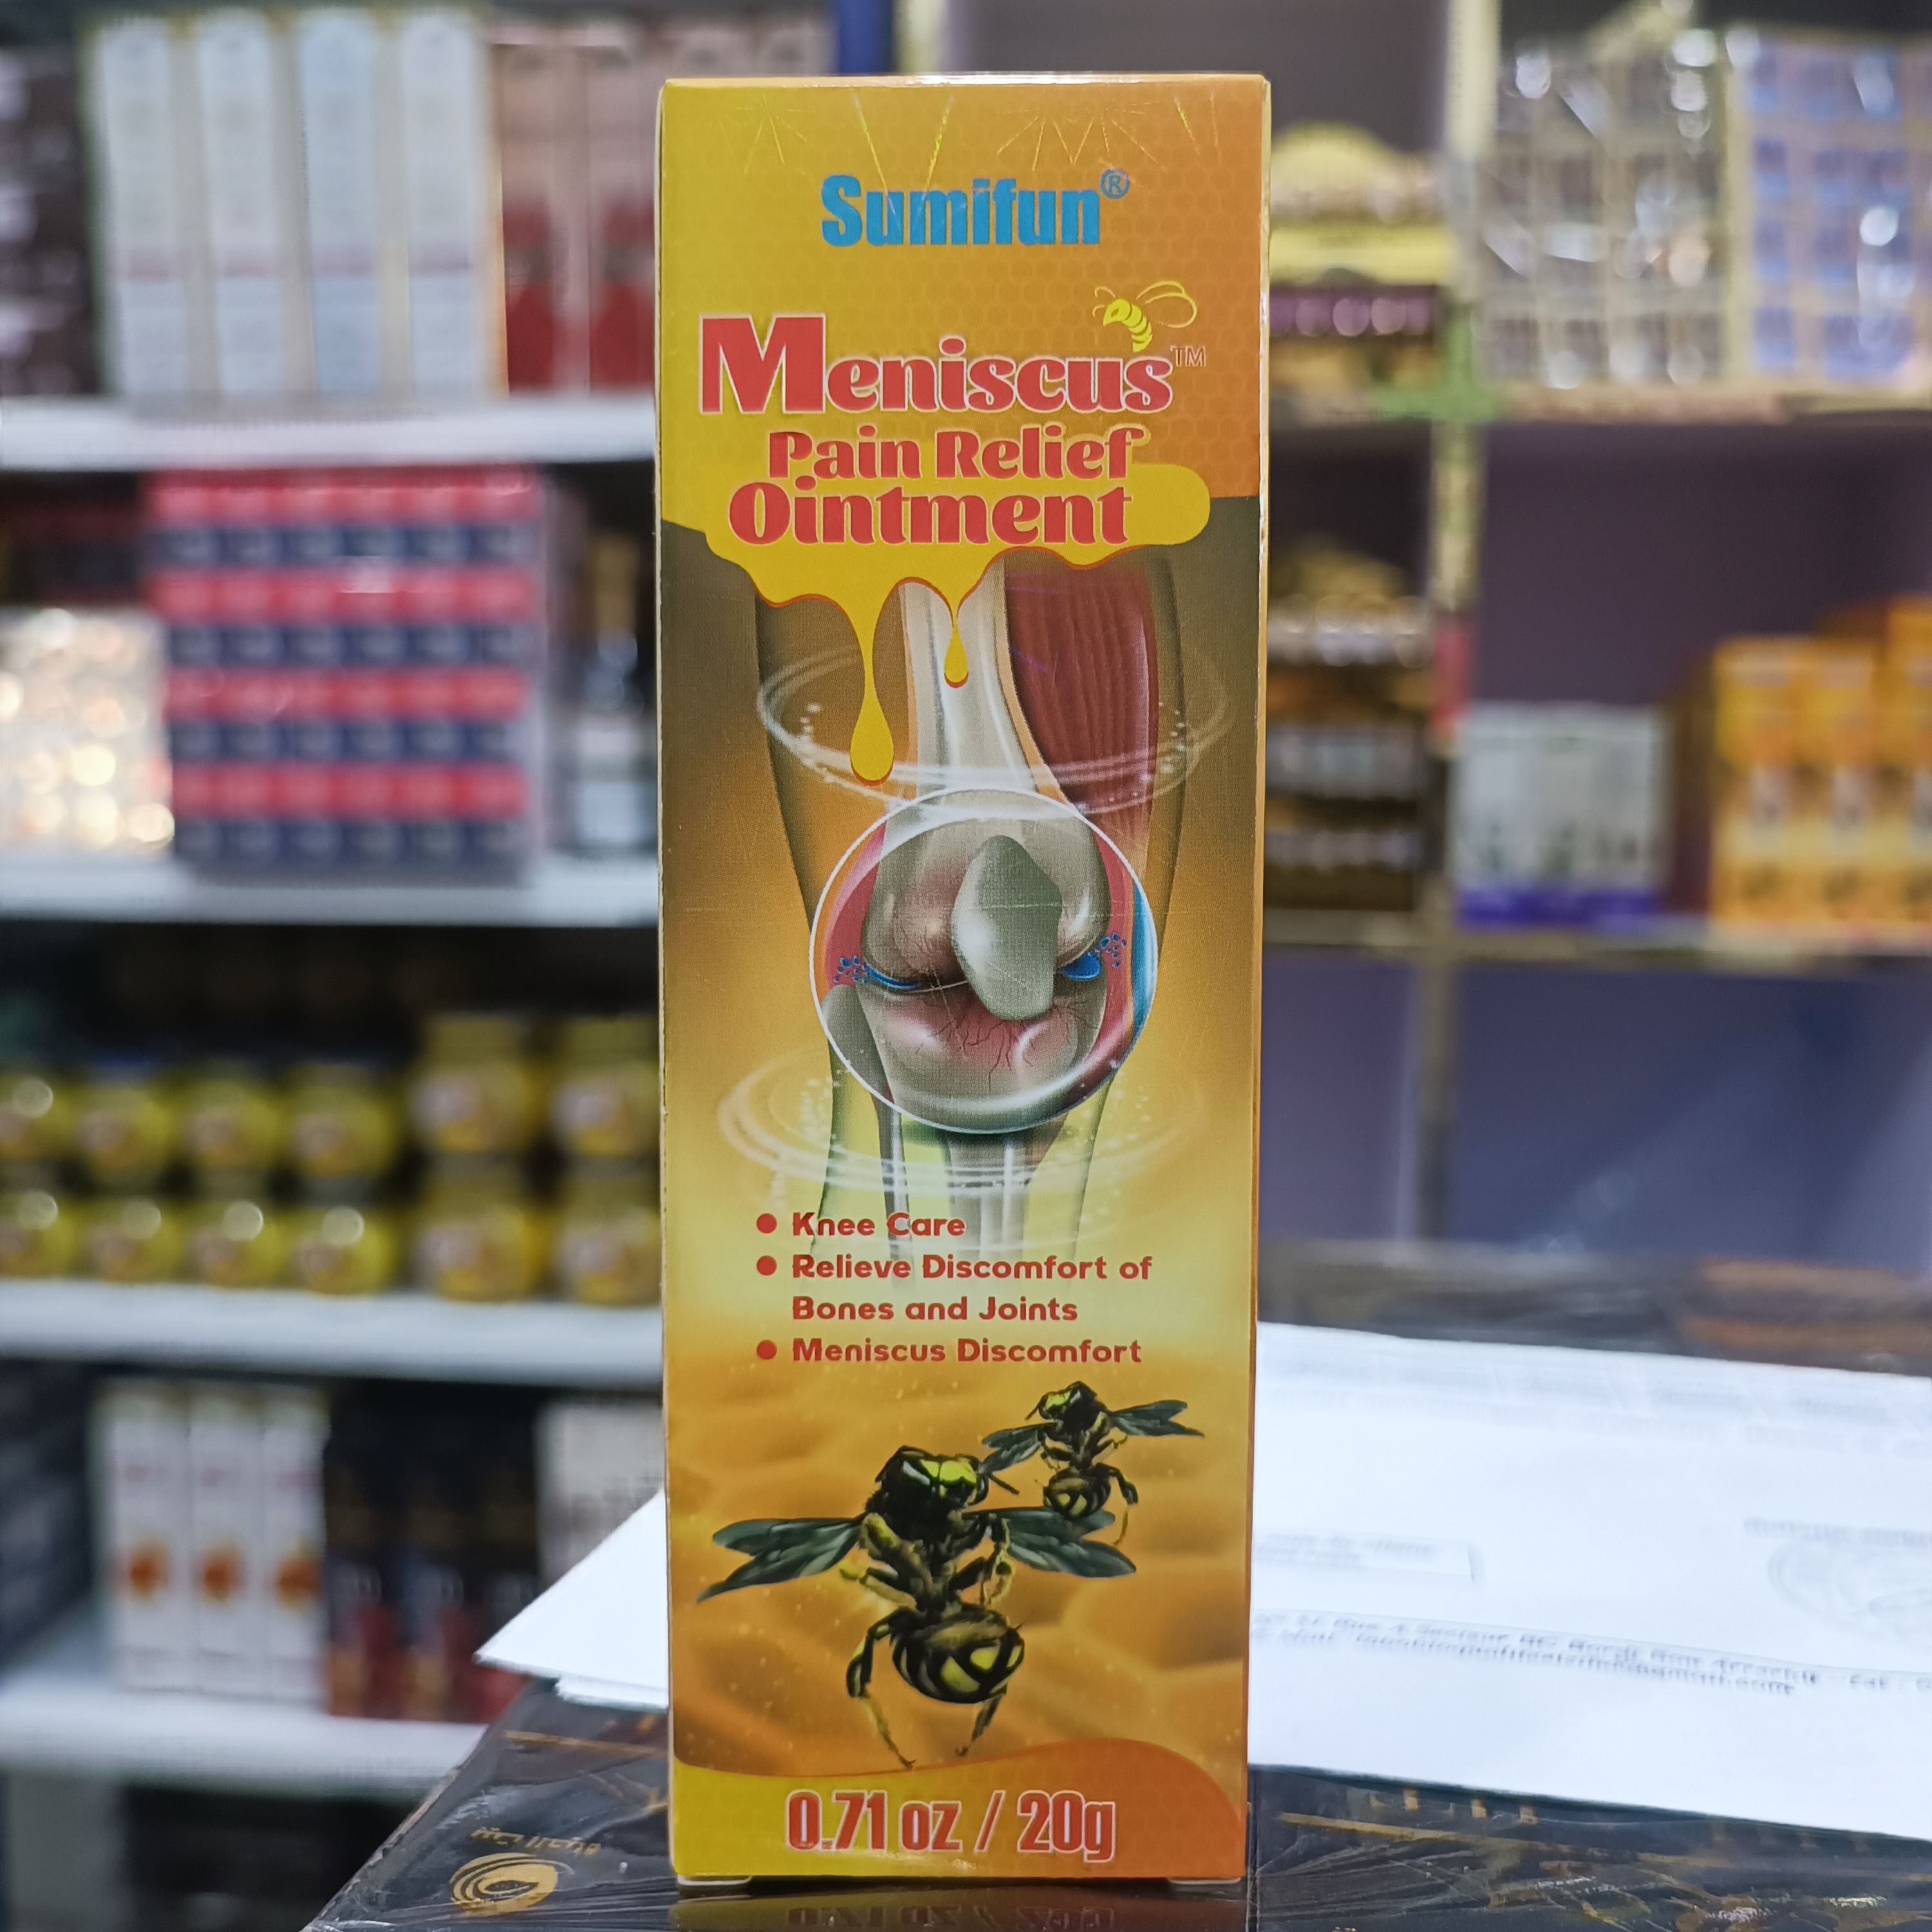 Sumifun®
Meniscus™
Pain Relief
Ointment
● Knee Care
● Relieve Discomfort of
Bones and Joints
● Meniscus Discomfort
0.71 oz / 20g